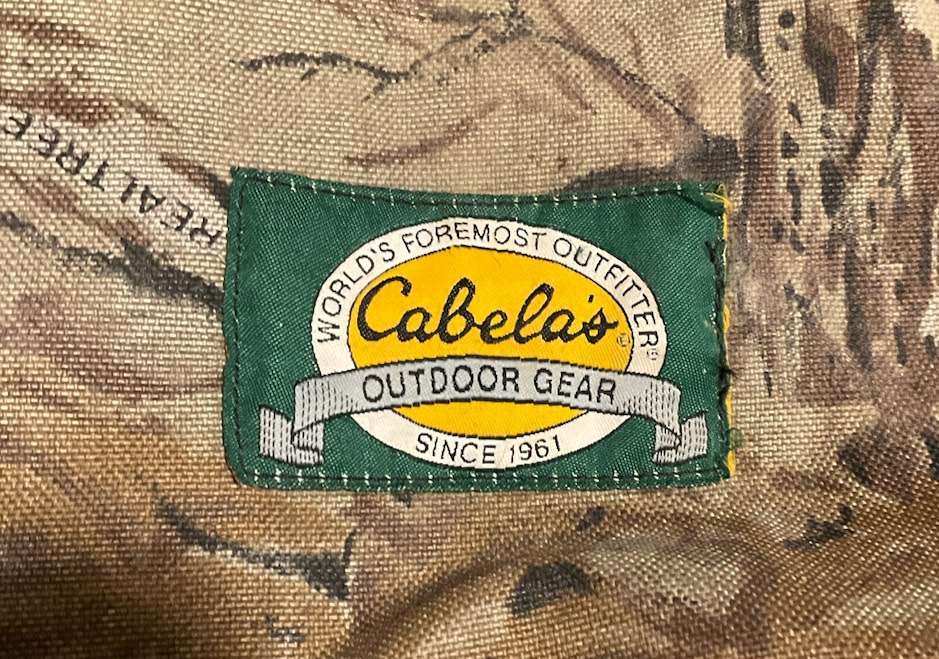 REALTREE
WORLD'S FOREMOST OUTFITTER®
Cabela's®
OUTDOOR GEAR
SINCE 1961